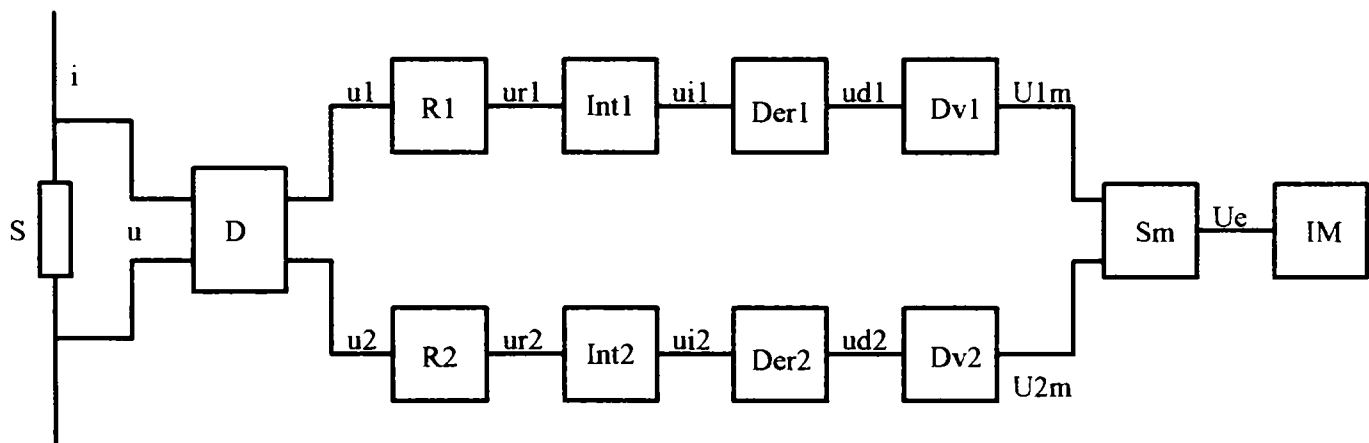 i
u1
R1
ur1
Int1
ui1
Der1
ud1
Dv1
U1m
S
u
D
Sm
Ue
IM
u2
R2
ur2
Int2
ui2
Der2
ud2
Dv2
U2m